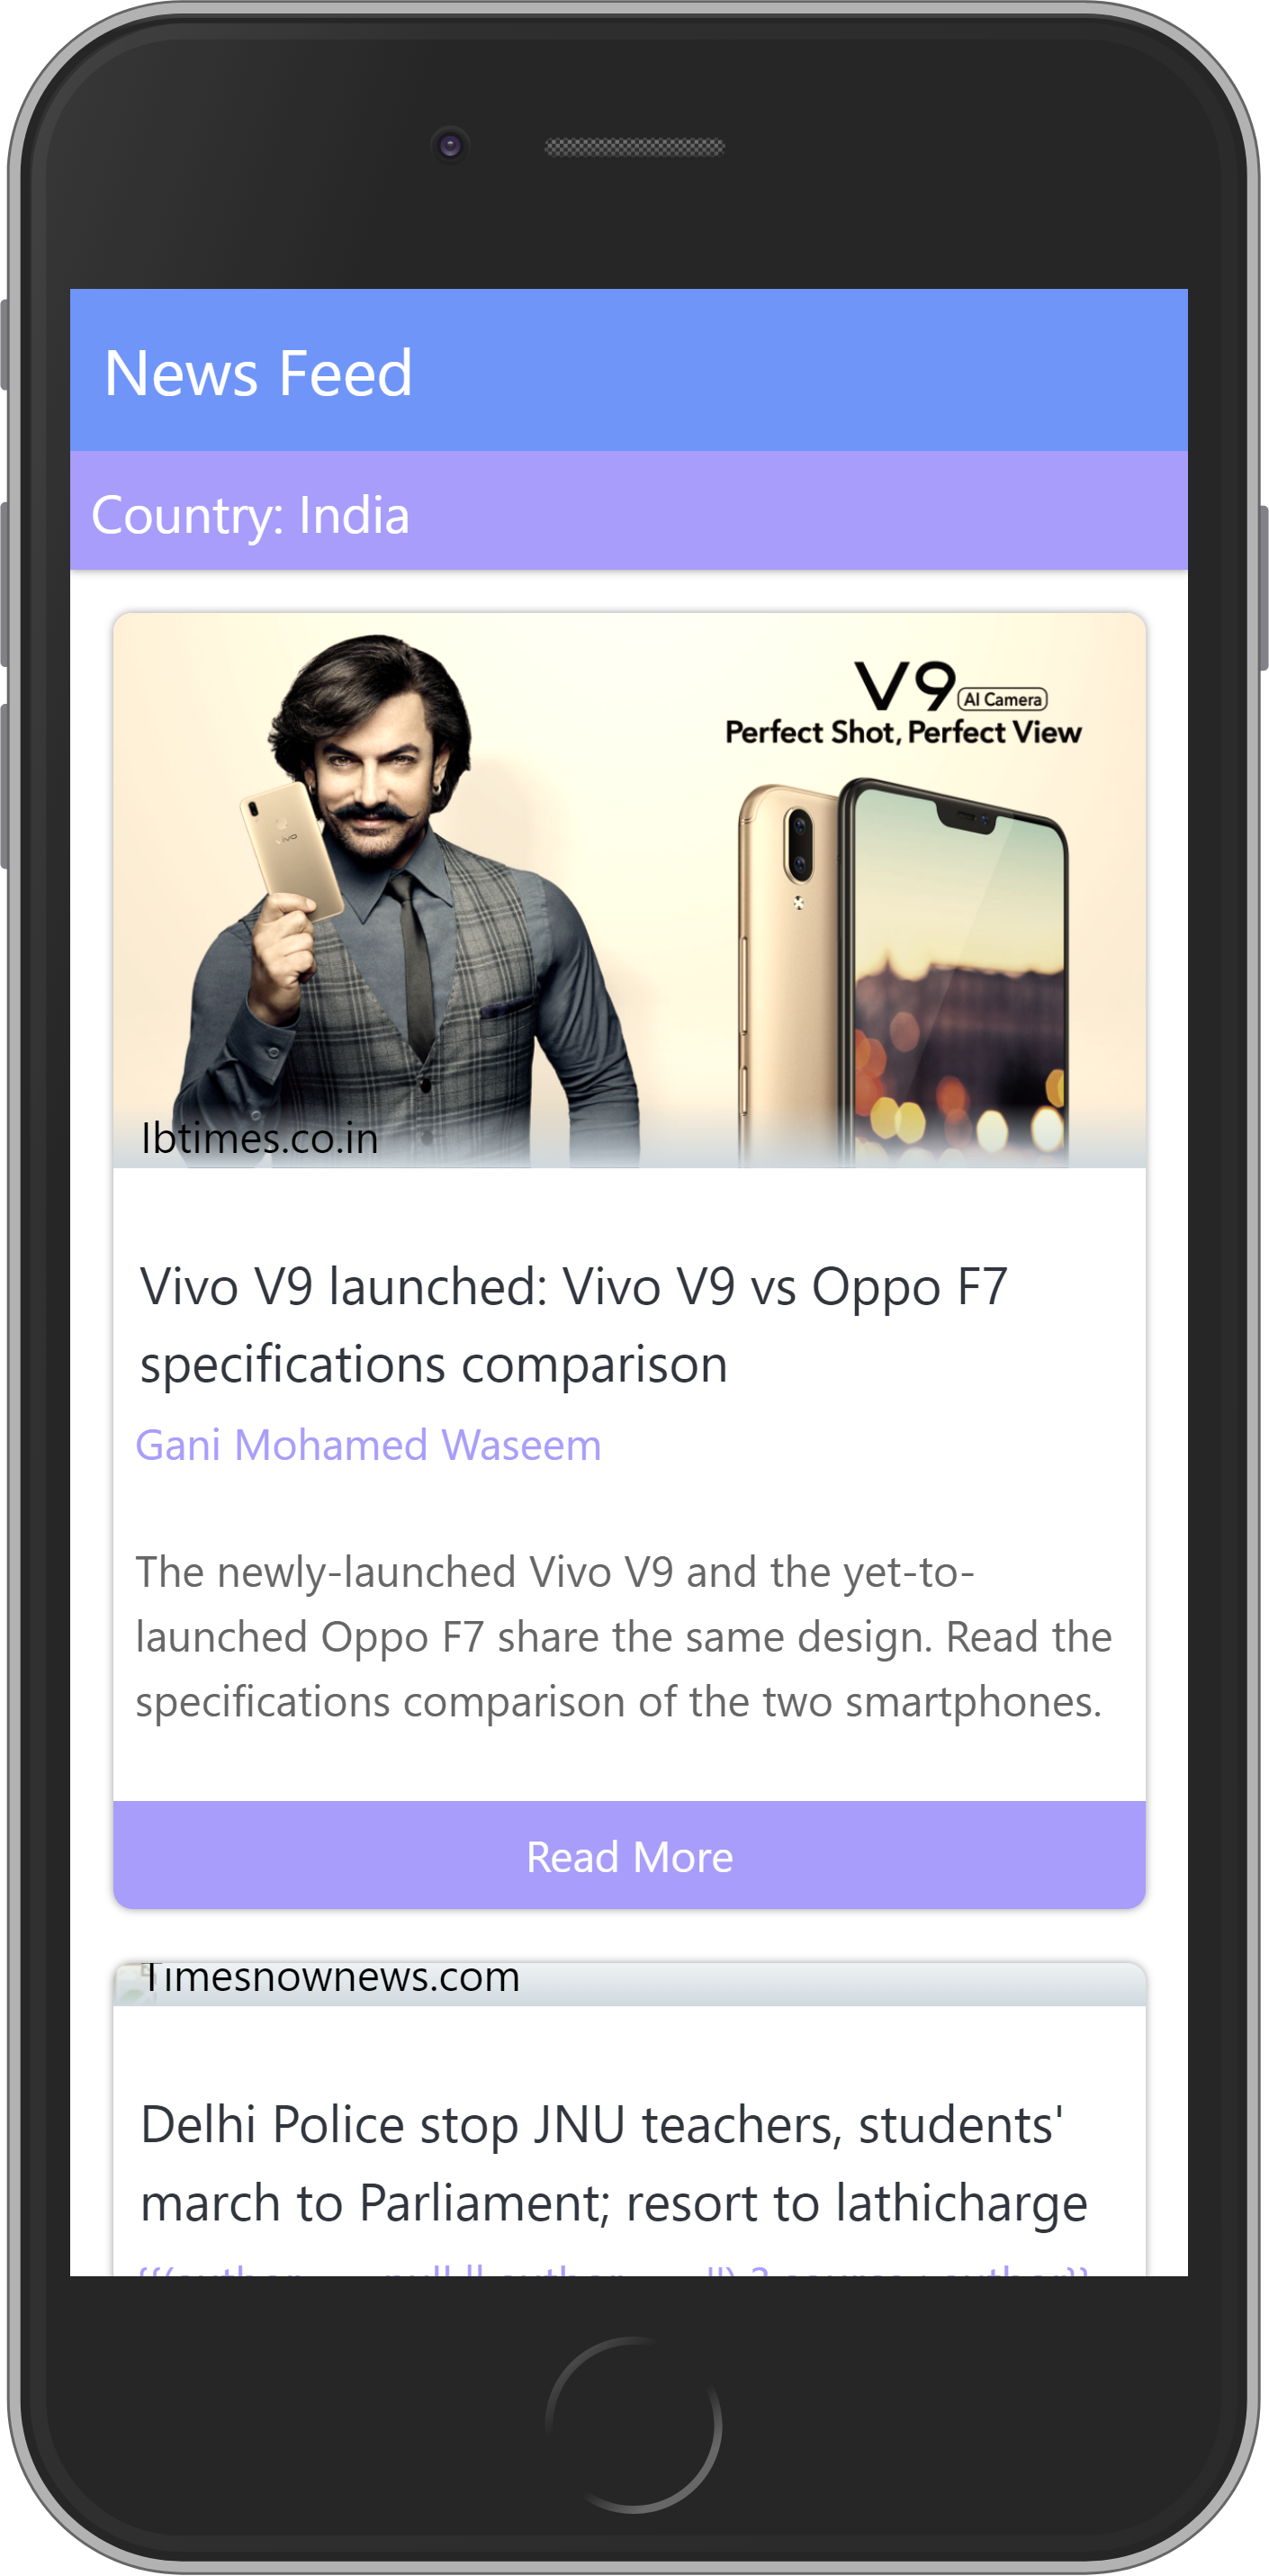 News Feed
Country: India
V9 AI Camera
Perfect Shot, Perfect View
vivo
Ibtimes.co.in
Vivo V9 launched: Vivo V9 vs Oppo F7
specifications comparison
Gani Mohamed Waseem
The newly-launched Vivo V9 and the yet-to-
launched Oppo F7 share the same design. Read the
specifications comparison of the two smartphones.
Read More
Timesnownews.com
Delhi Police stop JNU teachers, students'
march to Parliament; resort to lathicharge